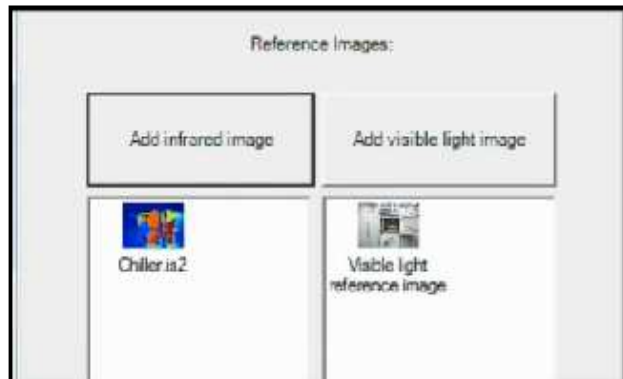 Reference Images:
Add infrared image
Add visible light image
Chiller.is2
Visible light
reference image